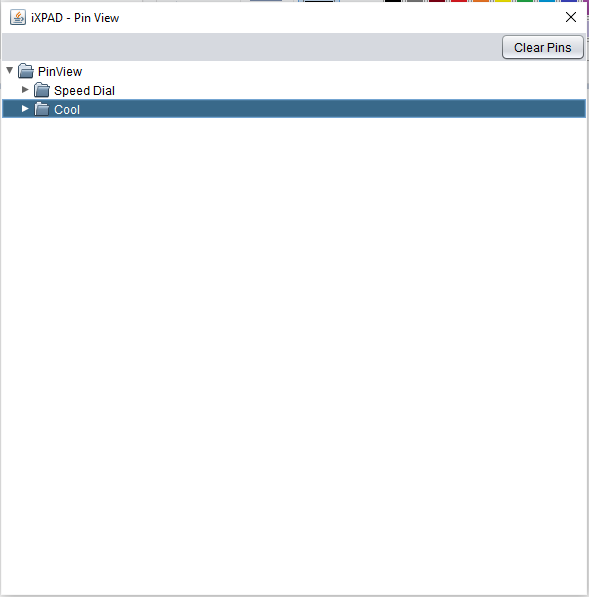 iXPAD - Pin View
Clear Pins
PinView
Speed Dial
Cool